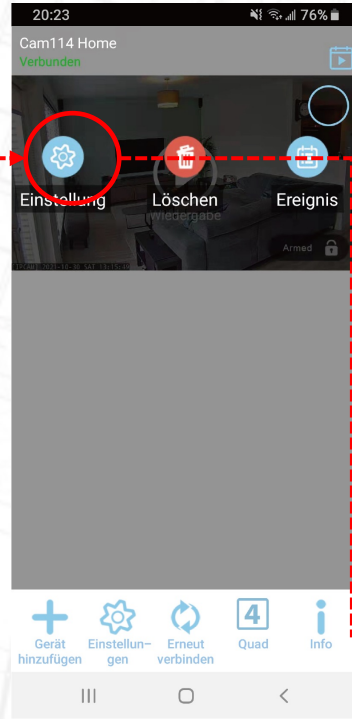 20:23
76%
Cam114 Home
Verbunden
Einstellung
Löschen
Ereignis
Wiedergabe
Armed
4
Gerät
hinzufügen
Einstellun-
gen
Erneut
verbinden
Quad
Info